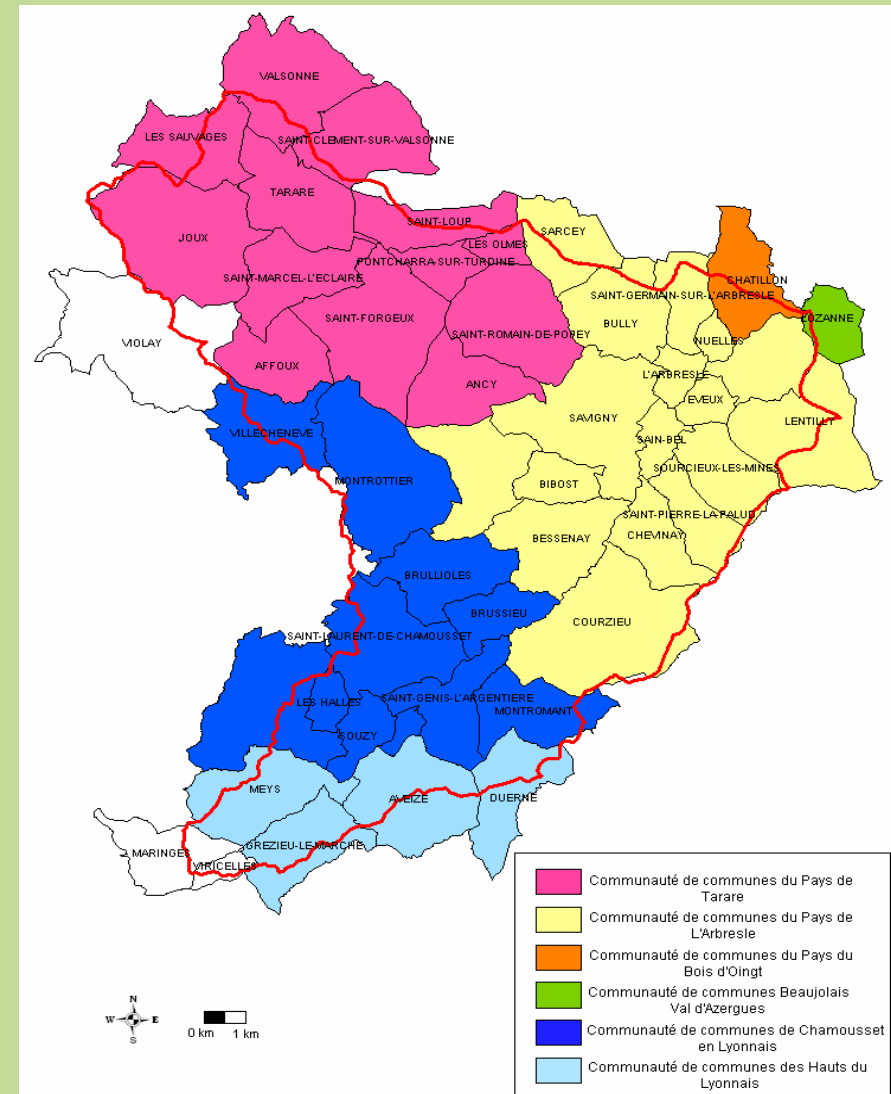 VALSONNE
LES SAUVAGES
SAINT-CLEMENT-SUR-VALSONNE
TARARE
SAINT-LOUP
JOUX
LES OLMES
SARCEY
PONTCHARRA-SUR-TURDINE
SAINT-MARCEL-L'ECLAIRE
CHATILLON
SAINT-GERMAIN-SUR-L'ARBRESLE
SAINT-FORGEUX
LOZANNE
BULLY
SAINT-ROMAIN-DE-POPEY
NUELLES
VIOLAY
AFFOUX
L'ARBRESLE
ANCY
EVEUX
SAVIGNY
LENTILLY
VILLECHENEVE
SAIN-BEL
SOURCIEUX-LES-MINES
MONTROTTIER
BIBOST
SAINT-PIERRE-LA-PALUD
BESSENAY
CHEVINAY
BRULLIOLES
BRUSSIEU
COURZIEU
SAINT-LAURENT-DE-CHAMOUSSET
SAINT-GENIS-L'ARGENTIERE
LES HALLES
MONTROMANT
SOUZY
MEYS
AVEIZE
DUERNE
GREZIEU-LE-MARCHE
MARINGES
VIRICELLES
Communauté de communes du Pays de
Tarare
Communauté de communes du Pays de
L'Arbresle
Communauté de communes du Pays du
Bois d'Oingt
Communauté de communes Beaujolais
Val d'Azergues
Communauté de communes de Chamousset
en Lyonnais
Communauté de communes des Hauts du
Lyonnais
N
W E
S
0 km 1 km